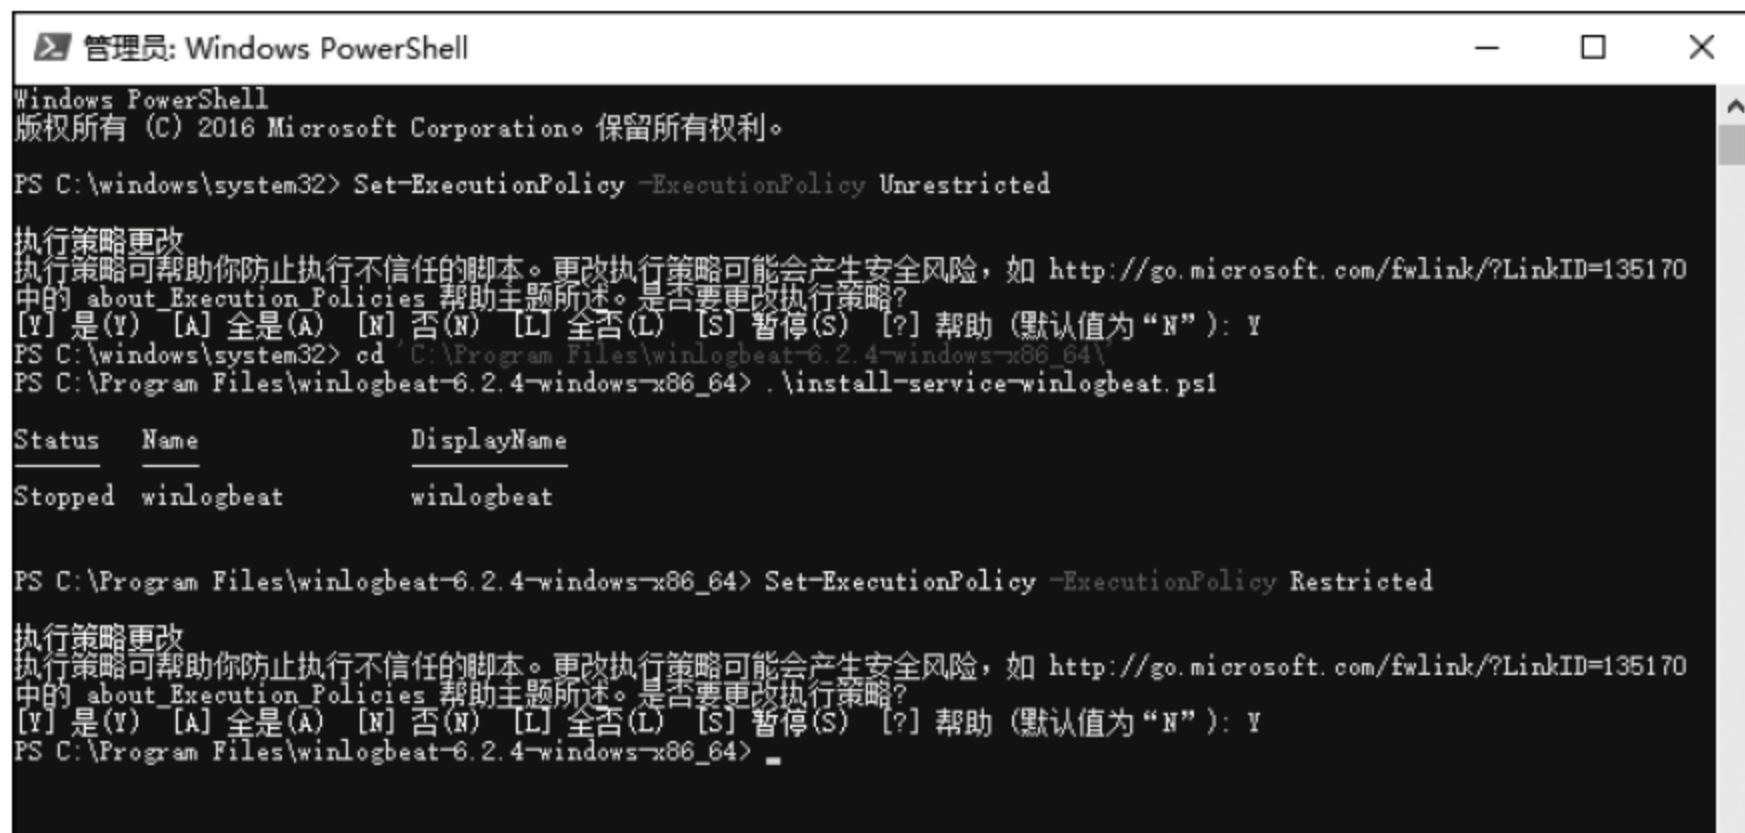 管理员: Windows PowerShell
Windows PowerShell
版权所有 (C) 2016 Microsoft Corporation。保留所有权利。
PS C:\windows\system32> Set-ExecutionPolicy -ExecutionPolicy Unrestricted
执行策略更改
执行策略可帮助你防止执行不信任的脚本。更改执行策略可能会产生安全风险，如 http://go.microsoft.com/fwlink/?LinkID=135170
中的 about_Execution_Policies 帮助主题所述。是否要更改执行策略?
[Y] 是(Y)  [A] 全是(A)  [N] 否(N)  [L] 全否(L)  [S] 暂停(S)  [?] 帮助 (默认值为“N”): Y
PS C:\windows\system32> cd 'C:\Program Files\winlogbeat-6.2.4-windows-x86_64\'
PS C:\Program Files\winlogbeat-6.2.4-windows-x86_64> .\install-service-winlogbeat.ps1
Status   Name               DisplayName
Stopped  winlogbeat         winlogbeat
PS C:\Program Files\winlogbeat-6.2.4-windows-x86_64> Set-ExecutionPolicy -ExecutionPolicy Restricted
执行策略更改
执行策略可帮助你防止执行不信任的脚本。更改执行策略可能会产生安全风险，如 http://go.microsoft.com/fwlink/?LinkID=135170
中的 about_Execution_Policies 帮助主题所述。是否要更改执行策略?
[Y] 是(Y)  [A] 全是(A)  [N] 否(N)  [L] 全否(L)  [S] 暂停(S)  [?] 帮助 (默认值为“N”): Y
PS C:\Program Files\winlogbeat-6.2.4-windows-x86_64>